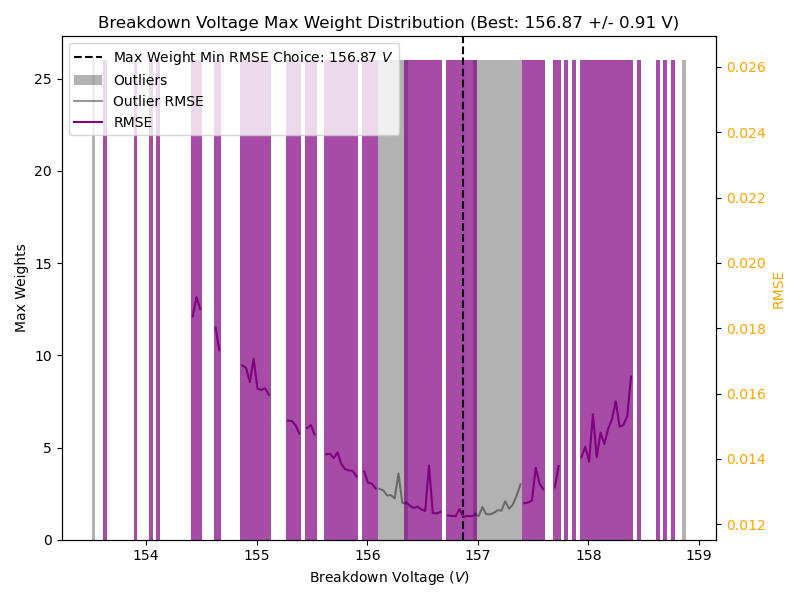 Breakdown Voltage Max Weight Distribution (Best: 156.87 +/- 0.91 V)
Max Weight Min RMSE Choice: 156.87 V
Outliers
Outlier RMSE
RMSE
Max Weights
25
20
15
10
5
0
0.026
0.024
0.022
0.020
0.018
0.016
0.014
0.012
RMSE
154 155 156 157 158 159
Breakdown Voltage (V)